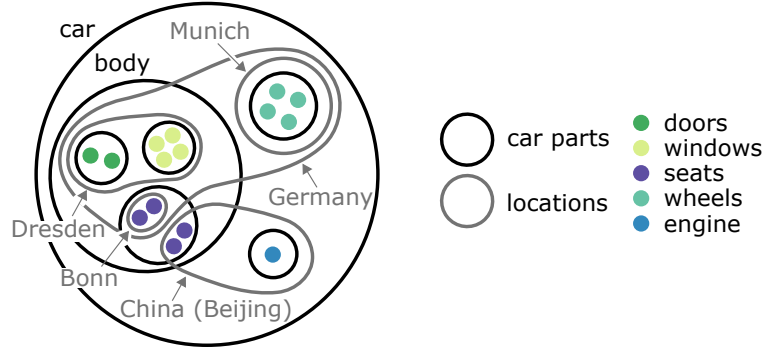 car
Munich
body
Germany
Dresden
Bonn
China (Beijing)
car parts
locations
doors
windows
seats
wheels
engine